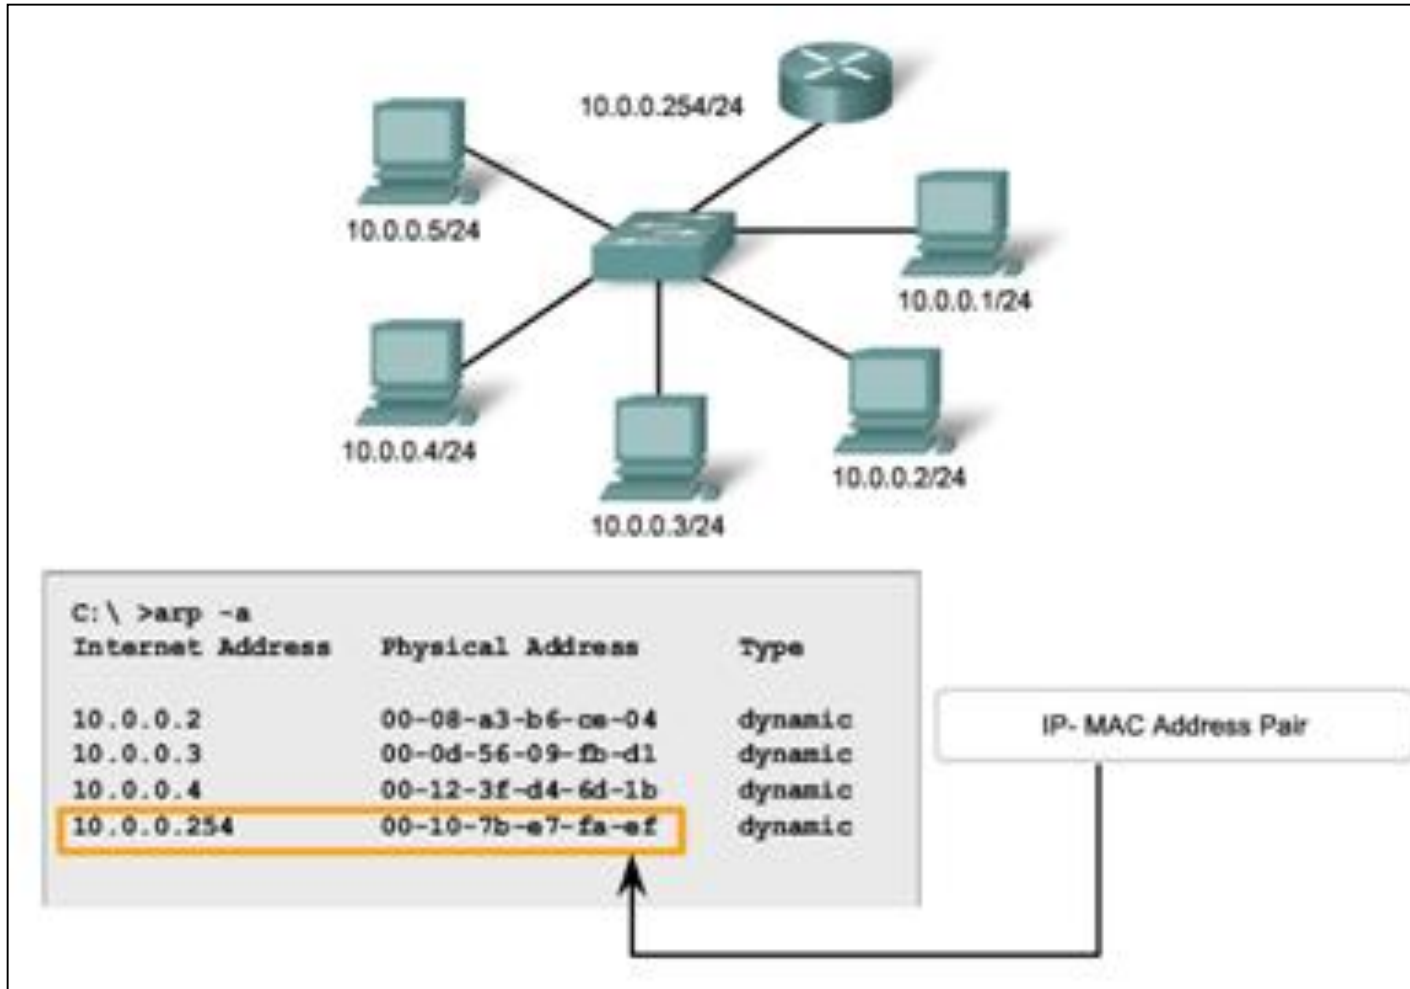 10.0.0.254/24
10.0.0.5/24
10.0.0.1/24
10.0.0.4/24
10.0.0.2/24
10.0.0.3/24
C:\ >arp -a
Internet Address Physical Address Type
10.0.0.2 00-08-a3-b6-ce-04 dynamic
10.0.0.3 00-0d-56-09-fb-d1 dynamic
10.0.0.4 00-12-3f-d4-6d-1b dynamic
10.0.0.254 00-10-7b-e7-fa-ef dynamic
IP- MAC Address Pair